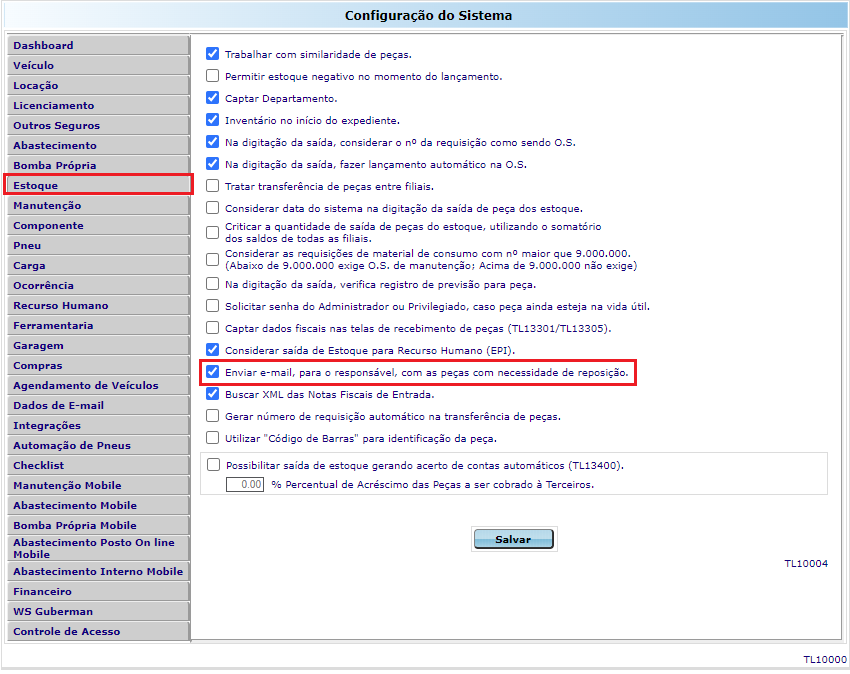 Configuração do Sistema
Dashboard
Veículo
Locação
Licenciamento
Outros Seguros
Abastecimento
Bomba Própria
Estoque
Manutenção
Componente
Pneu
Carga
Ocorrência
Recurso Humano
Ferramentaria
Garagem
Compras
Agendamento de Veículos
Dados de E-mail
Integrações
Automação de Pneus
Checklist
Manutenção Mobile
Abastecimento Mobile
Bomba Própria Mobile
Abastecimento Posto On line
Mobile
Abastecimento Interno Mobile
Financeiro
WS Guberman
Controle de Acesso
Trabalhar com similaridade de peças.
Permitir estoque negativo no momento do lançamento.
Captar Departamento.
Inventário no início do expediente.
Na digitação da saída, considerar o nº da requisição como sendo O.S.
Na digitação da saída, fazer lançamento automático na O.S.
Tratar transferência de peças entre filiais.
Considerar data do sistema na digitação da saída de peça dos estoque.
Criticar a quantidade de saída de peças do estoque, utilizando o somatório
dos saldos de todas as filiais.
Considerar as requisições de material de consumo com nº maior que 9.000.000.
(Abaixo de 9.000.000 exige O.S. de manutenção; Acima de 9.000.000 não exige)
Na digitação da saída, verifica registro de previsão para peça.
Solicitar senha do Administrador ou Privilegiado, caso peça ainda esteja na vida útil.
Captar dados fiscais nas telas de recebimento de peças (TL13301/TL13305).
Considerar saída de Estoque para Recurso Humano (EPI).
Enviar e-mail, para o responsável, com as peças com necessidade de reposição.
Buscar XML das Notas Fiscais de Entrada.
Gerar número de requisição automático na transferência de peças.
Utilizar "Código de Barras" para identificação da peça.
Possibilitar saída de estoque gerando acerto de contas automáticos (TL13400).
0.00 % Percentual de Acréscimo das Peças a ser cobrado à Terceiros.
Salvar
TL10004
TL10000